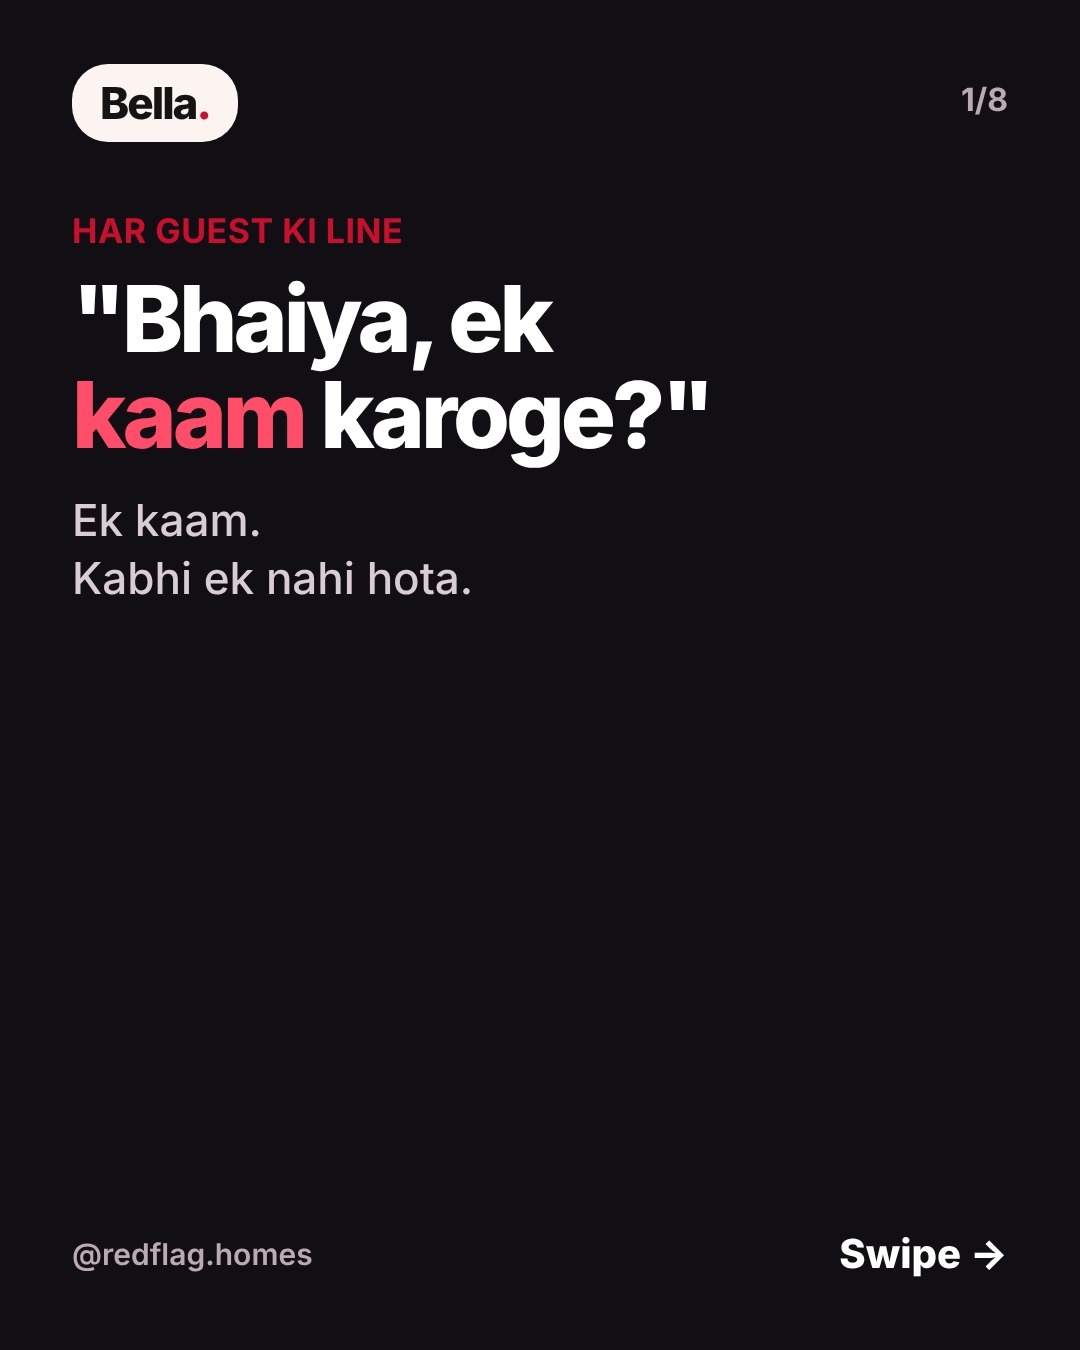 Bella.
1/8
HAR GUEST KI LINE
"Bhaiya, ek
kaam karoge?"
Ek kaam.
Kabhi ek nahi hota.
@redflag.homes
Swipe →